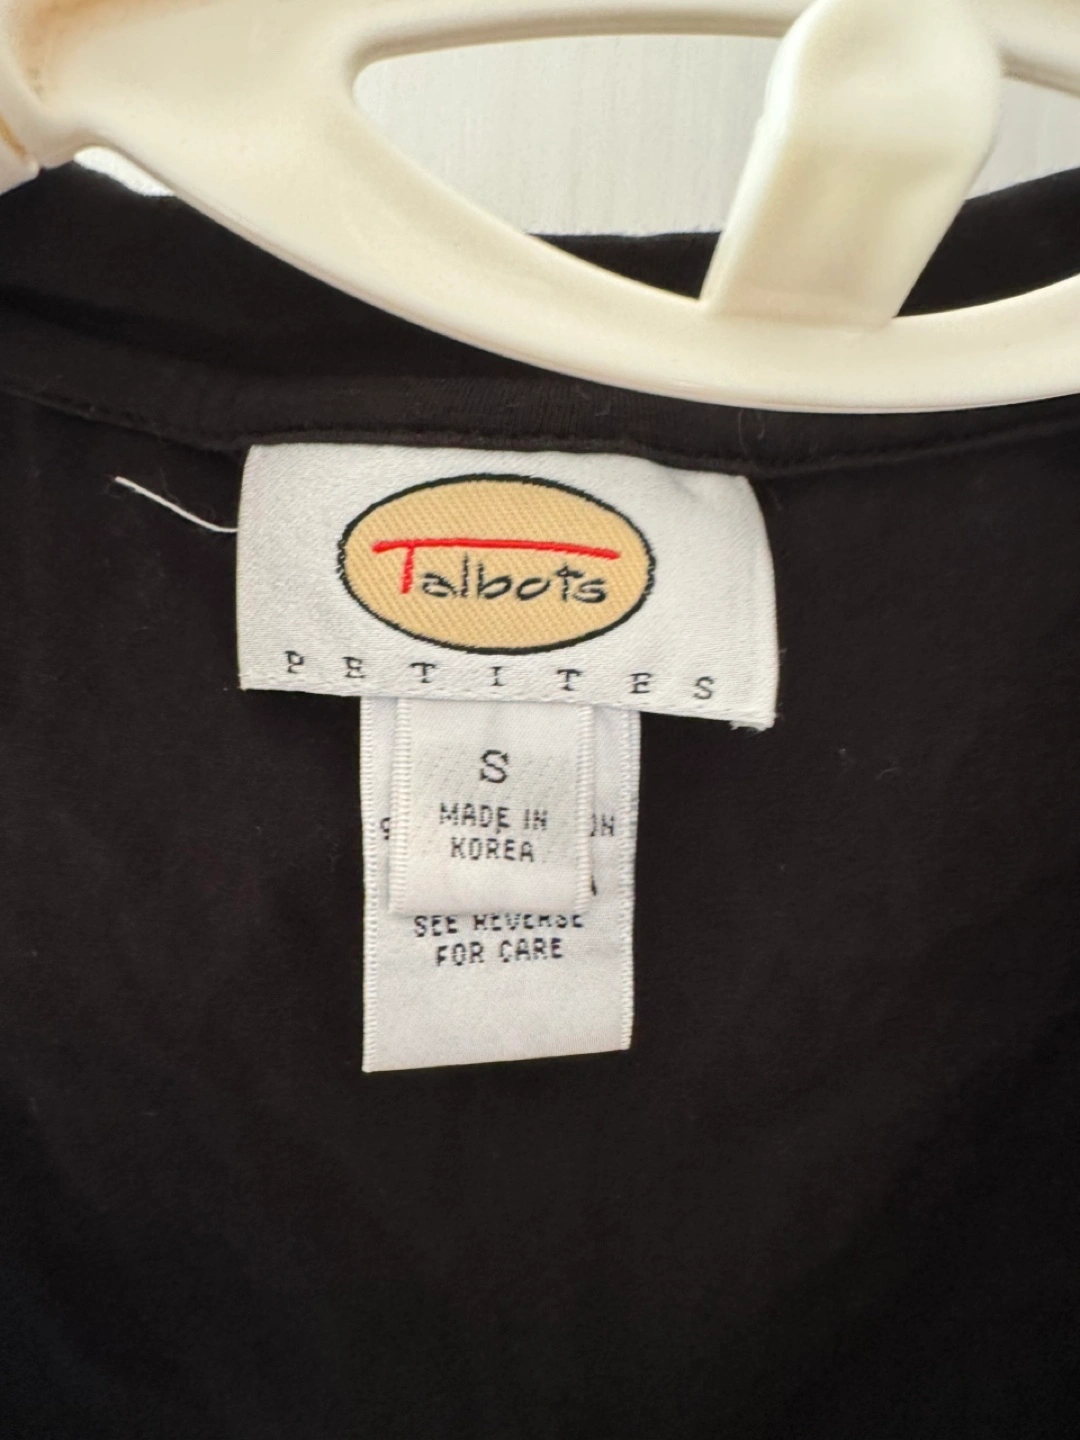 Talbots
PETITES
S
MADE IN
KOREA
SEE REVERSE
FOR CARE